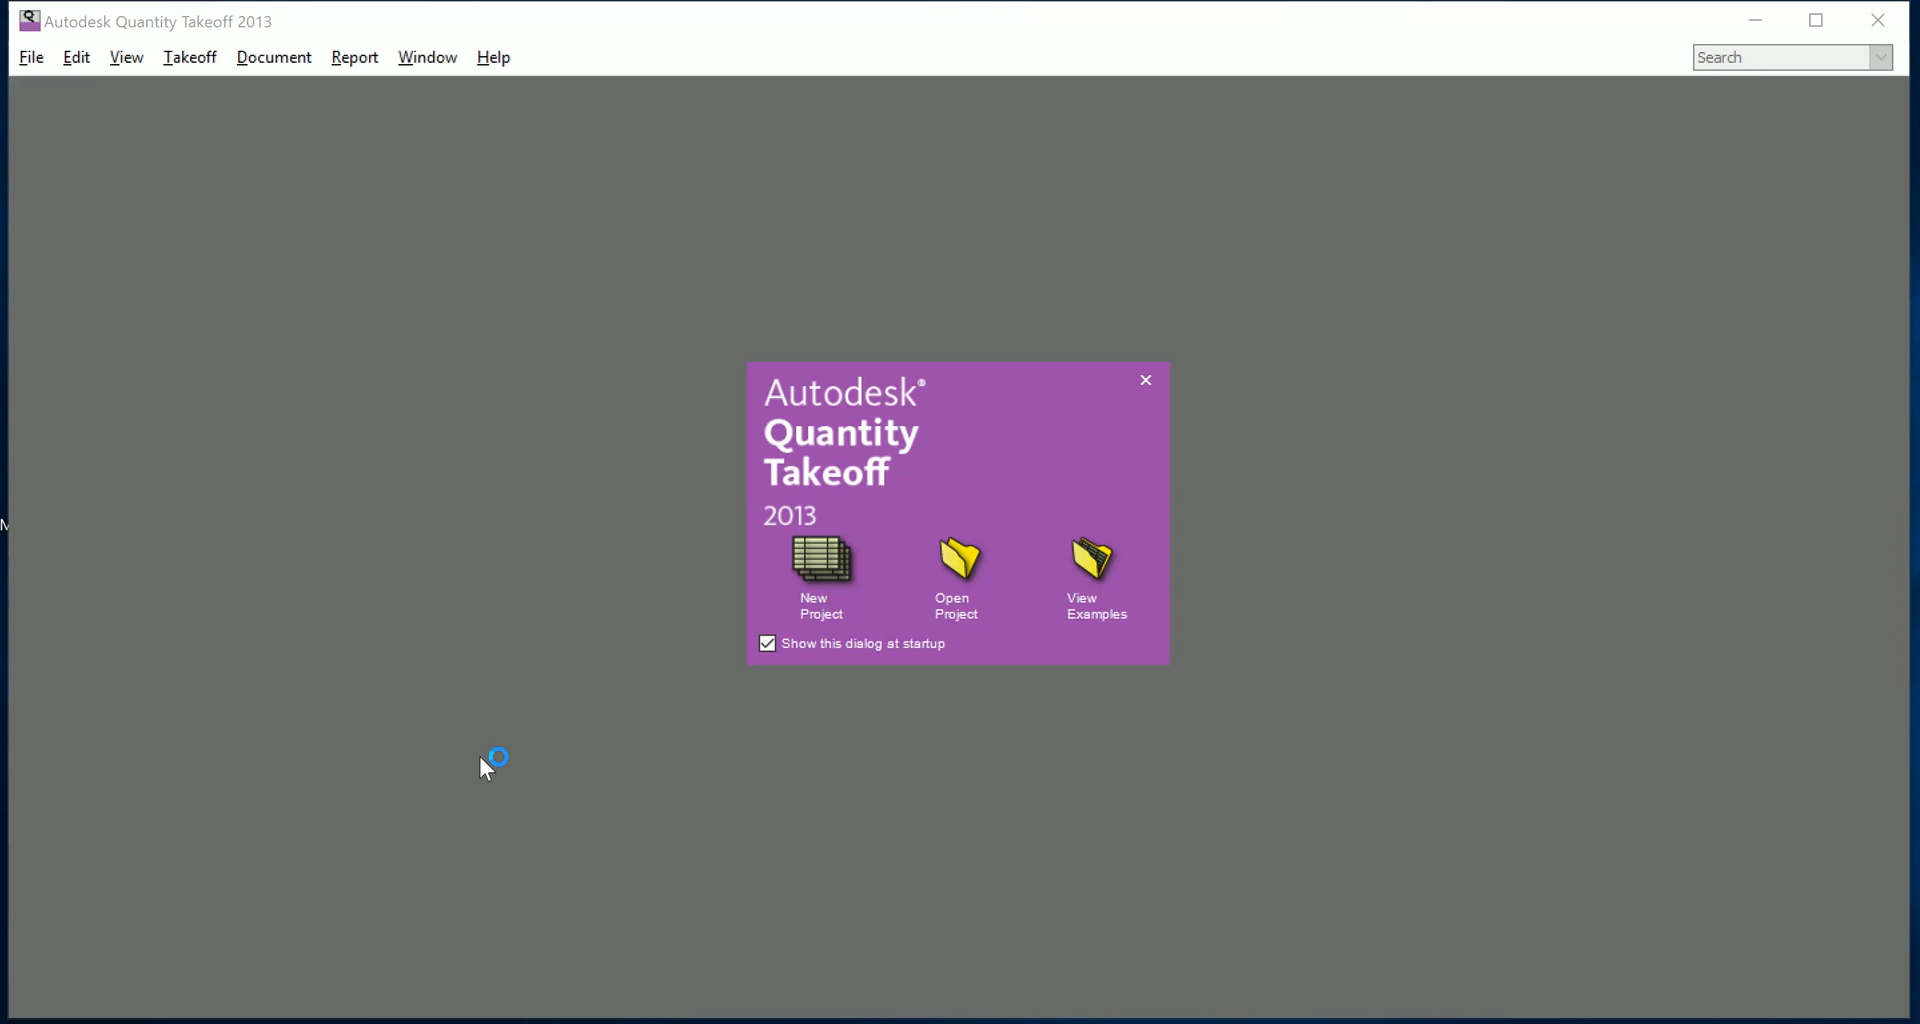 Autodesk Quantity Takeoff 2013
File Edit View Takeoff Document Report Window Help
Search
Autodesk®
Quantity
Takeoff
2013
New
Project
Open
Project
View
Examples
Show this dialog at startup